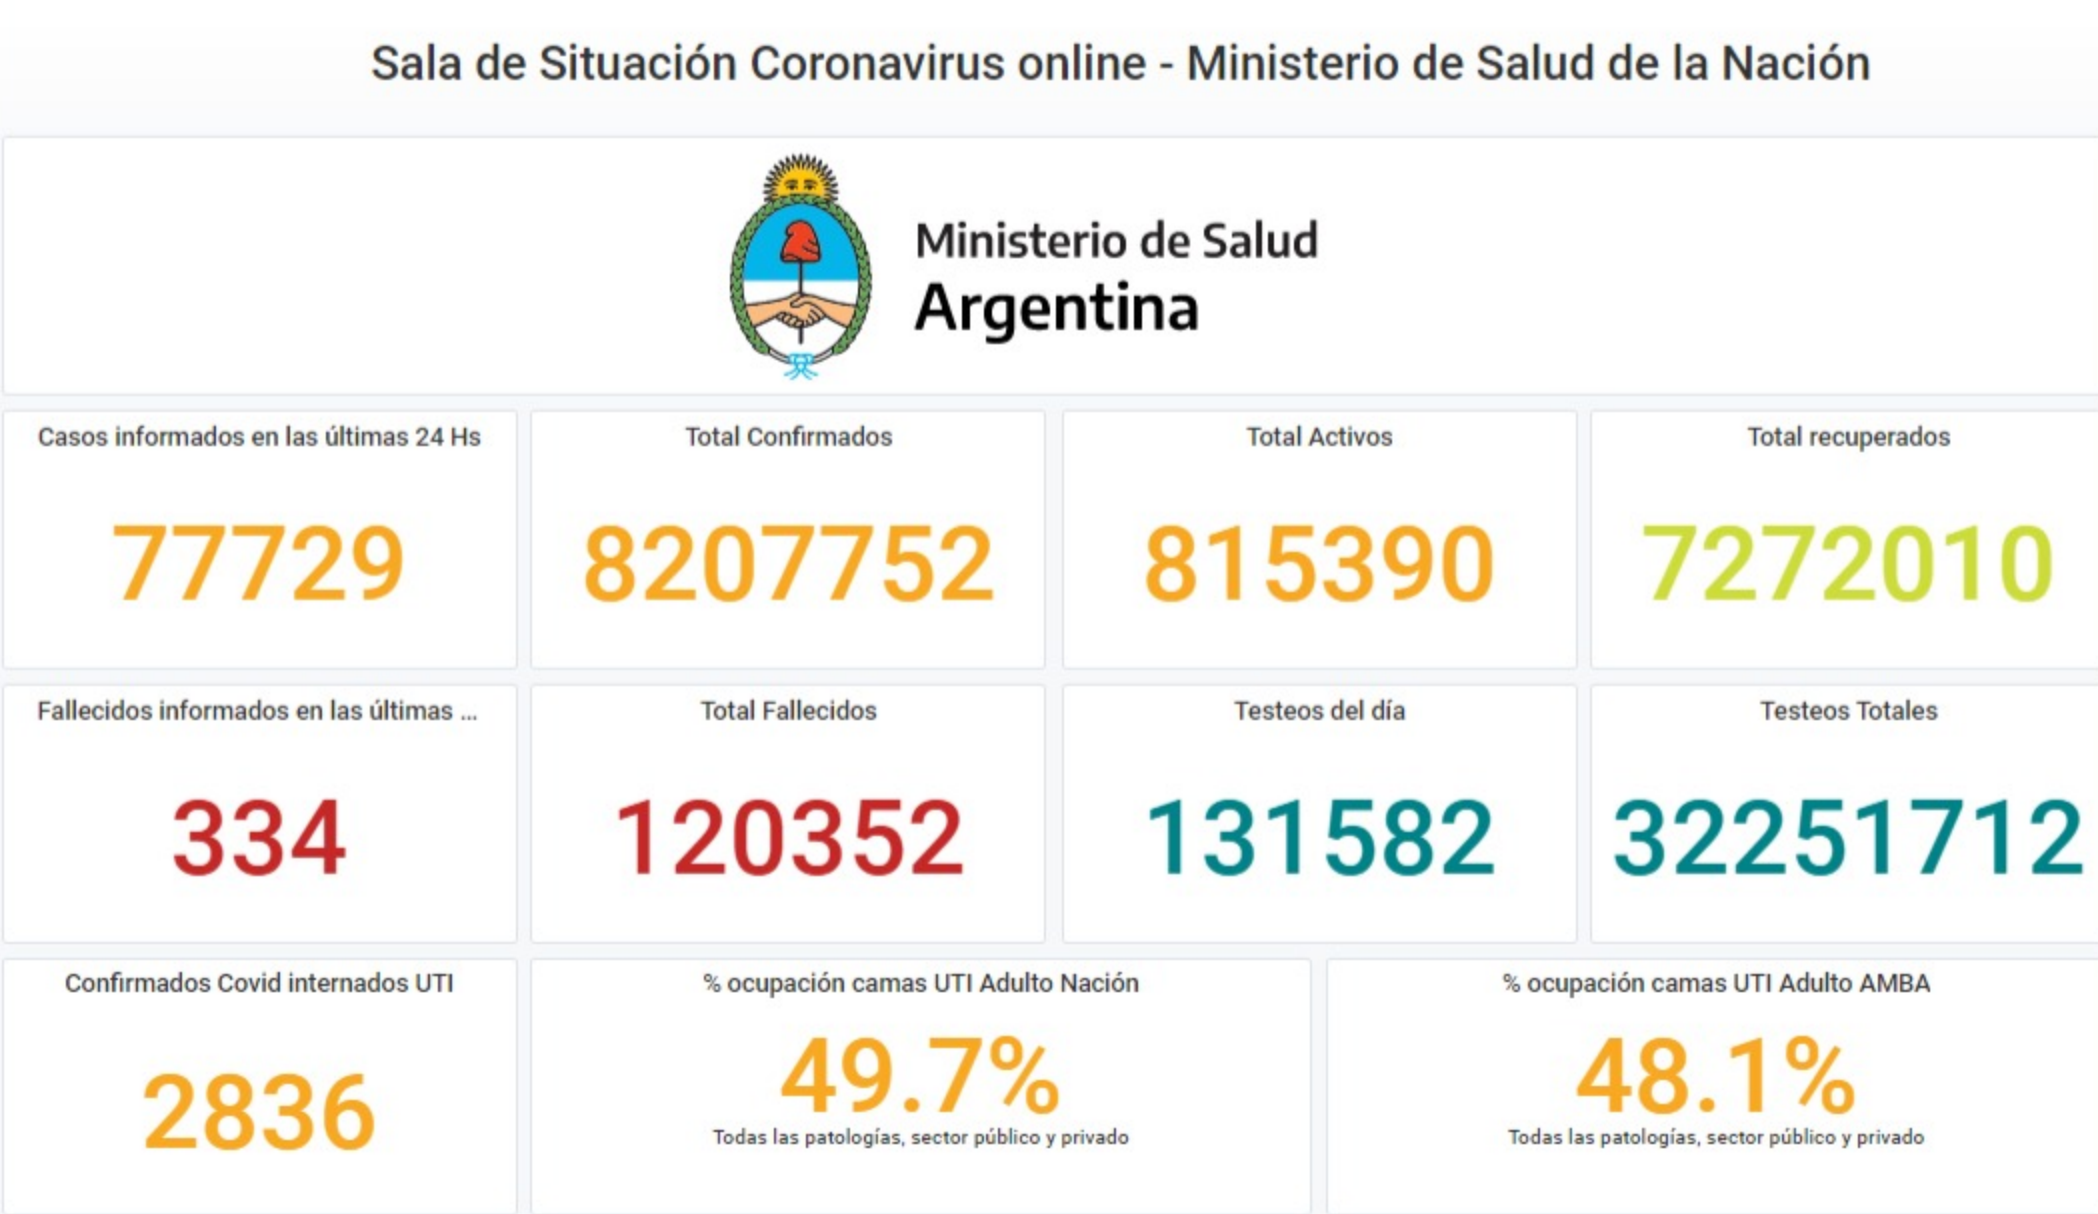 Sala de Situación Coronavirus online - Ministerio de Salud de la Nación
Ministerio de Salud
Argentina
Casos informados en las últimas 24 Hs
77729
Total Confirmados
8207752
Total Activos
815390
Total recuperados
7272010
Fallecidos informados en las últimas ...
334
Total Fallecidos
120352
Testeos del día
131582
Testeos Totales
32251712
Confirmados Covid internados UTI
2836
% ocupación camas UTI Adulto Nación
49.7%
Todas las patologías, sector público y privado
% ocupación camas UTI Adulto AMBA
48.1%
Todas las patologías, sector público y privado